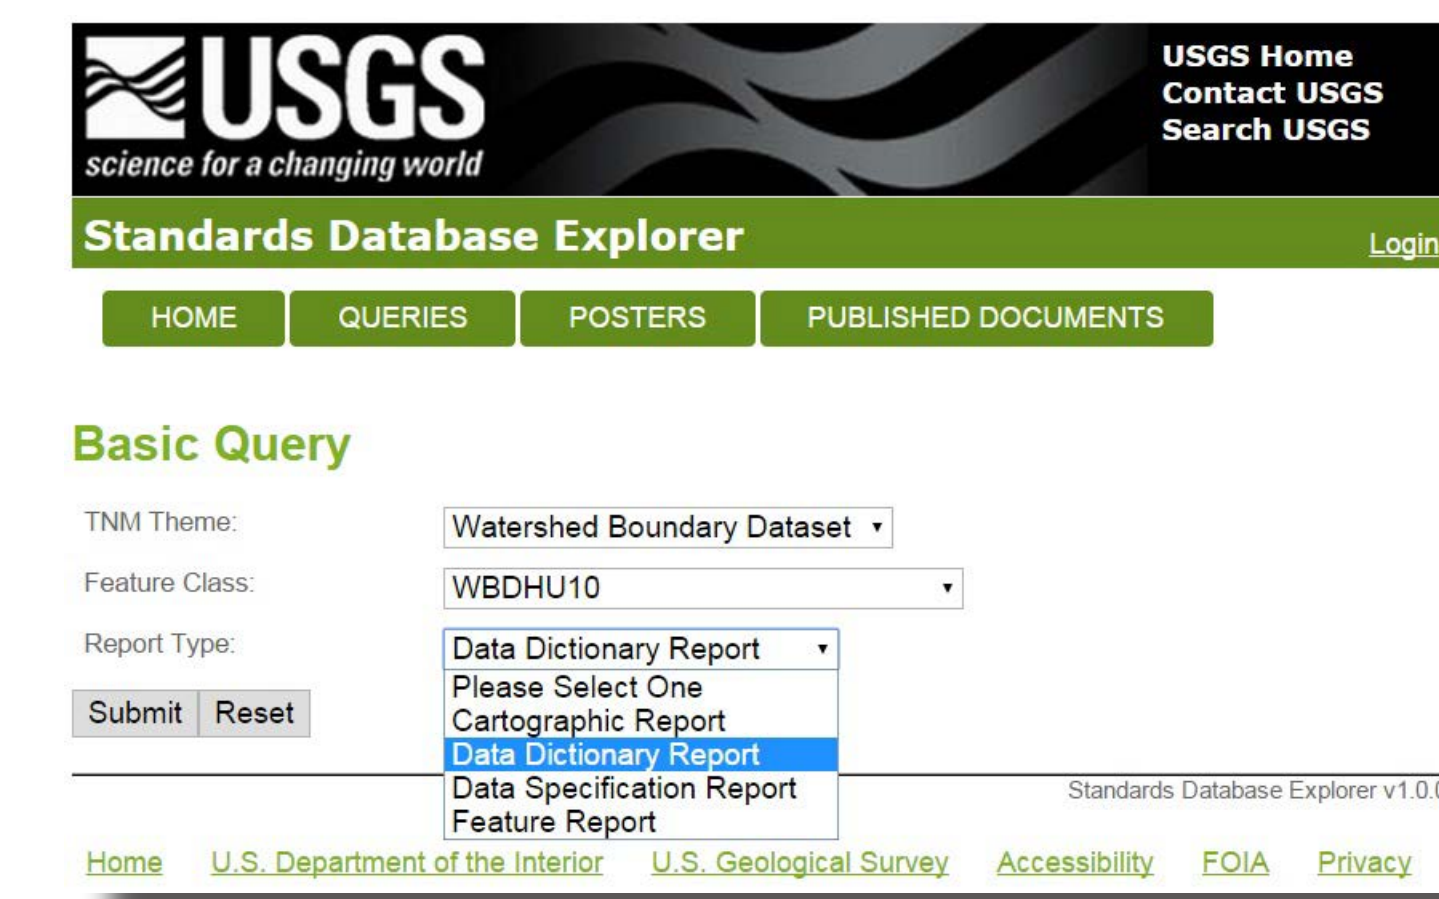 USGS
science for a changing world
USGS Home
Contact USGS
Search USGS
Standards Database Explorer
Login
HOME QUERIES POSTERS PUBLISHED DOCUMENTS
Basic Query
TNM Theme: Watershed Boundary Dataset
Feature Class: WBDHU10
Report Type: Data Dictionary Report
Please Select One
Submit Reset
Cartographic Report
Data Dictionary Report
Data Specification Report
Feature Report
Standards Database Explorer v1.0.0
Home U.S. Department of the Interior U.S. Geological Survey Accessibility FOIA Privacy